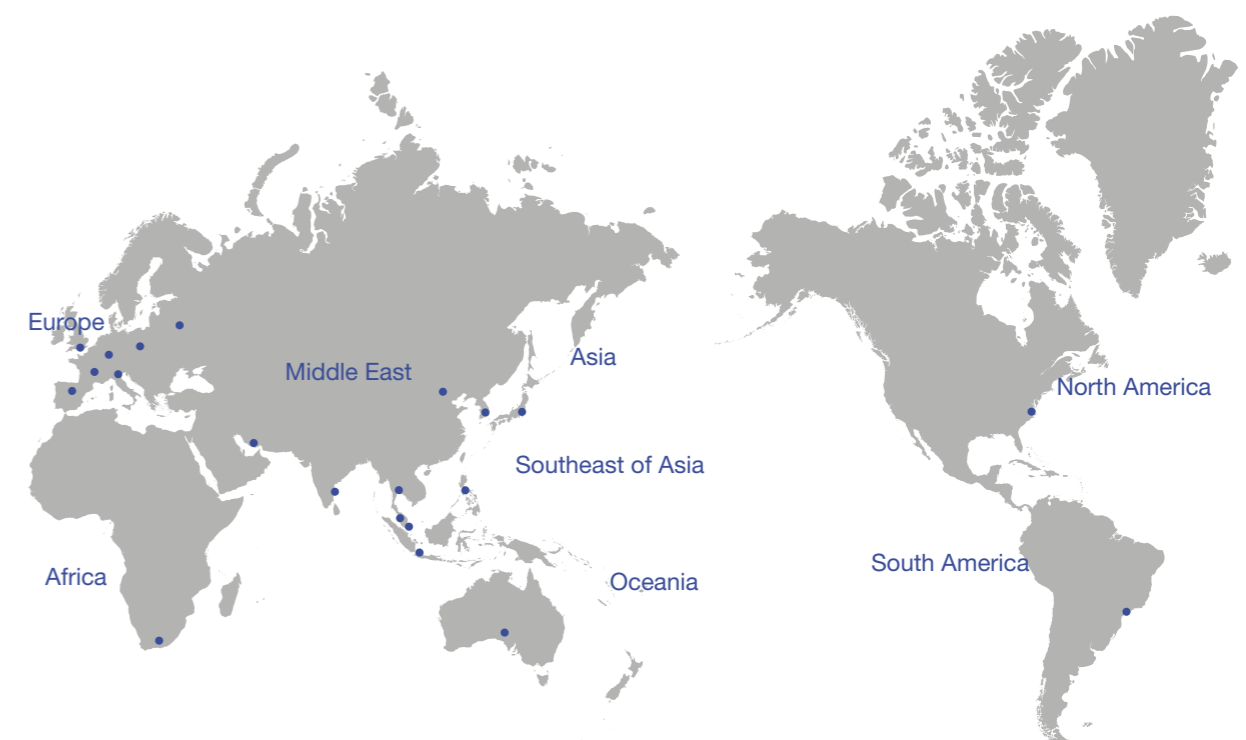 Europe
Asia
Middle East
North America
Southeast of Asia
South America
Africa
Oceania